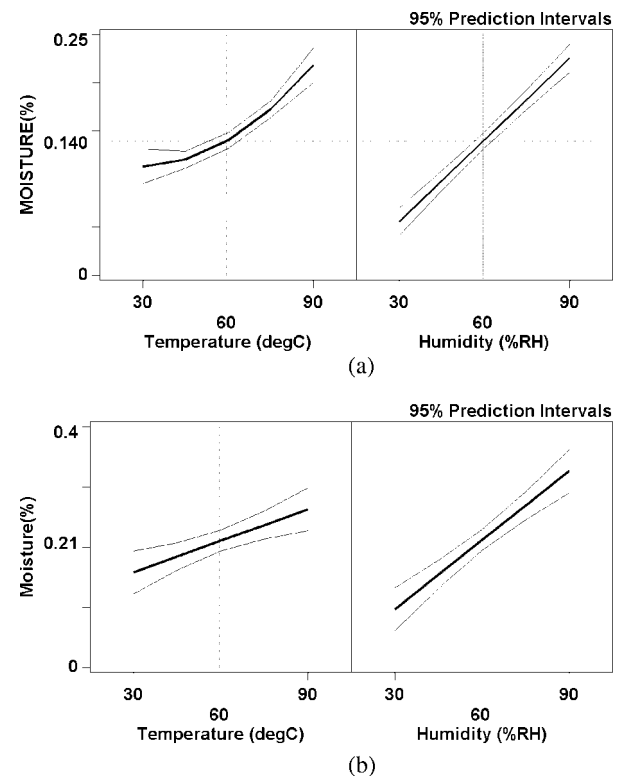 95% Prediction Intervals
0.25
0.140
0
MOISTURE(%)
30 90 30 90
60 60
Temperature (degC) Humidity (%RH)
(a)
95% Prediction Intervals
0.4
0.21
0
Moisture(%)
30 90 30 90
60 60
Temperature (degC) Humidity (%RH)
(b)